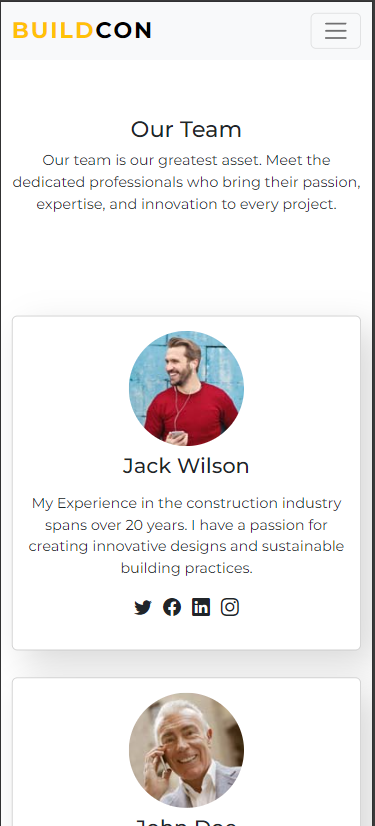 BUILDCON
Our Team
Our team is our greatest asset. Meet the
dedicated professionals who bring their passion,
expertise, and innovation to every project.
Jack Wilson
My Experience in the construction industry
spans over 20 years. I have a passion for
creating innovative designs and sustainable
building practices.
John Doe